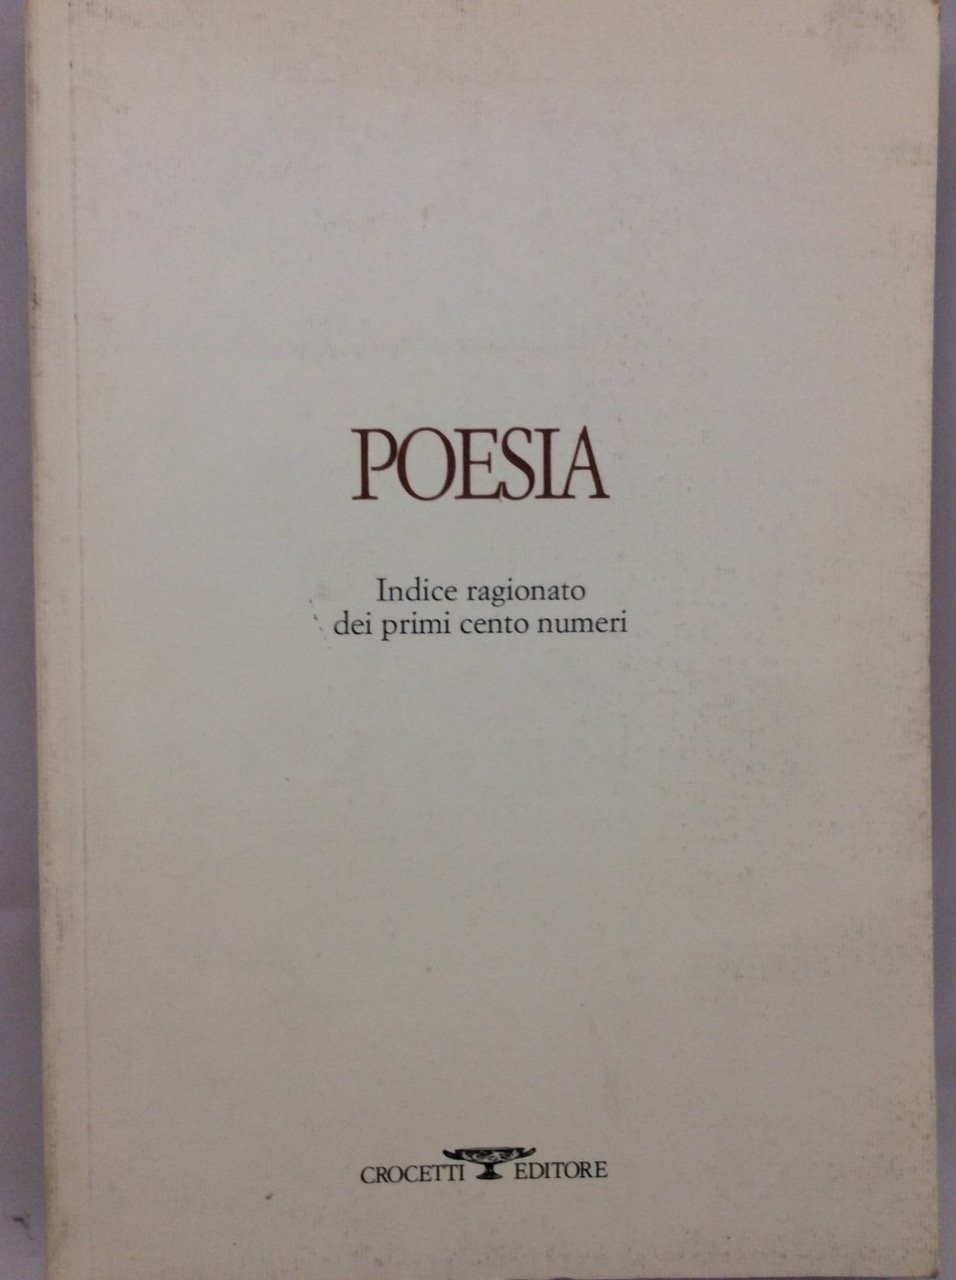 POESIA
Indice ragionato
dei primi cento numeri
CROCETTI EDITORE